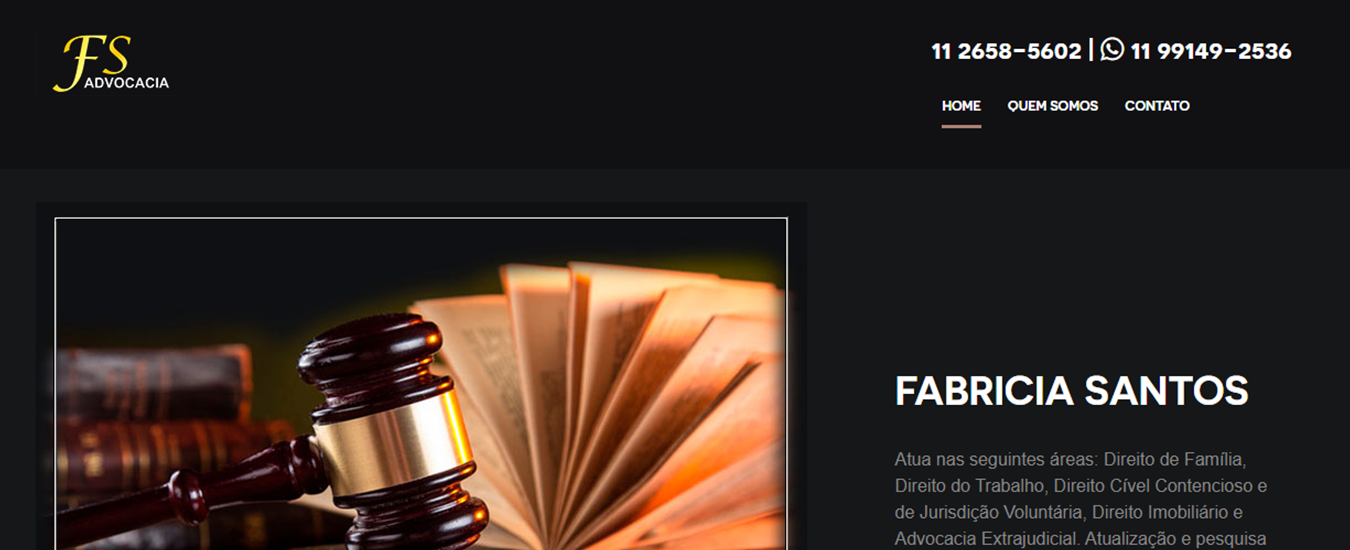 FS
ADVOCACIA
11 2658-5602 | 11 99149-2536
HOME QUEM SOMOS CONTATO
FABRICIA SANTOS
Atua nas seguintes áreas: Direito de Família,
Direito do Trabalho, Direito Cível Contencioso e
de Jurisdição Voluntária, Direito Imobiliário e
Advocacia Extrajudicial. Atualização e pesquisa